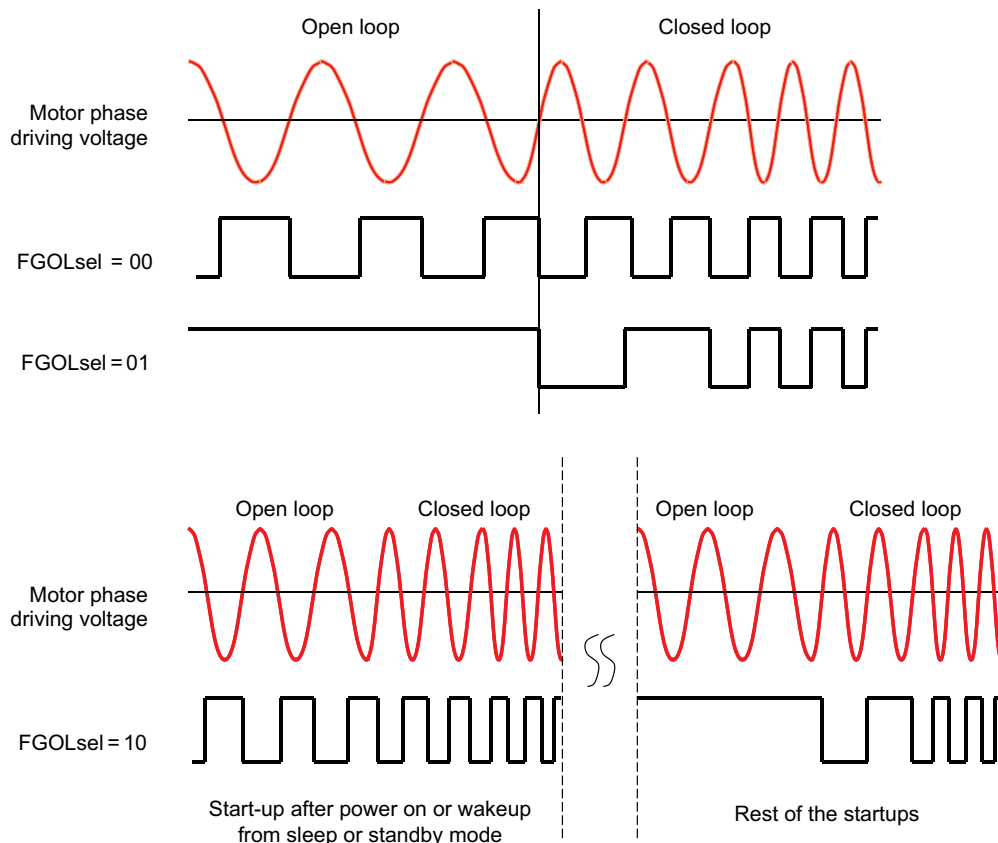 Open loop
Closed loop
Motor phase
driving voltage
FGOLsel = 00
FGOLsel = 01
Open loop
Closed loop
Open loop
Closed loop
Motor phase
driving voltage
FGOLsel = 10
Start-up after power on or wakeup
from sleep or standby mode
Rest of the startups